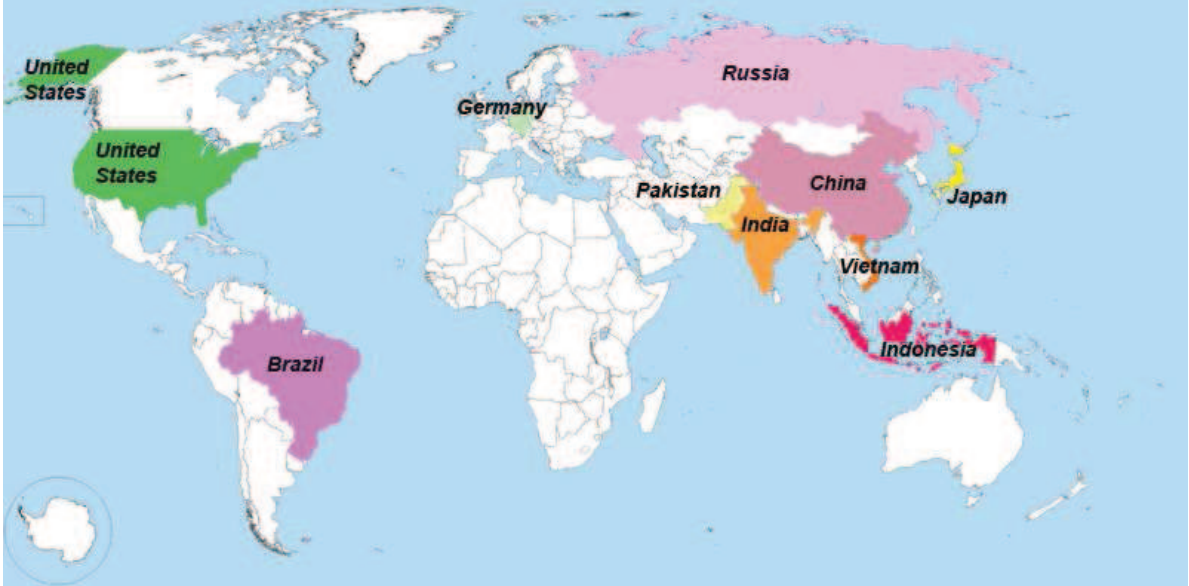 United
States
Russia
Germany
United
States
Pakistan
China
Japan
India
Vietnam
Indonesia
Brazil